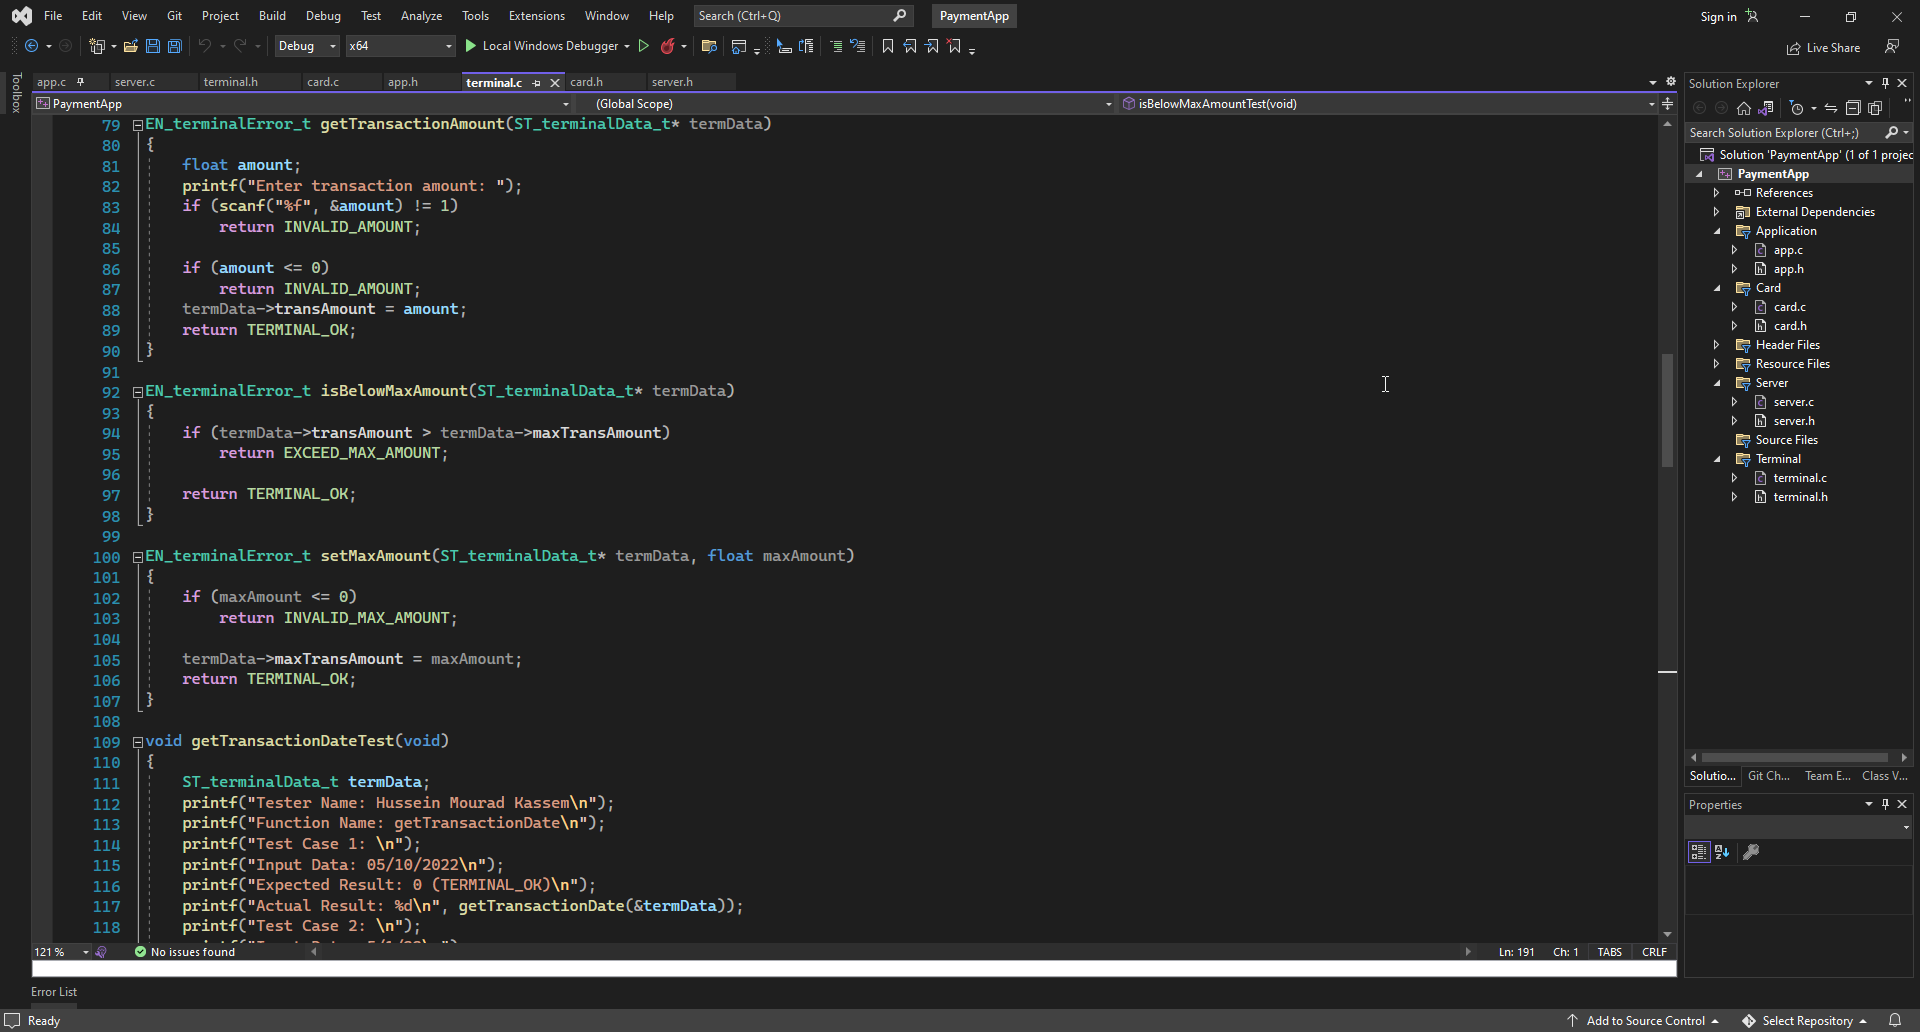 File Edit View Git Project Build Debug Test Analyze Tools Extensions Window Help Search (Ctrl+Q) PaymentApp Sign in
Debug x64 Local Windows Debugger Live Share
Toolbox
app.c server.c terminal.h card.c app.h terminal.c card.h server.h
PaymentApp (Global Scope) isBelowMaxAmountTest(void)
79 EN_terminalError_t getTransactionAmount(ST_terminalData_t* termData)
80 {
81 float amount;
82 printf("Enter transaction amount: ");
83 if (scanf("%f", &amount) != 1)
84 return INVALID_AMOUNT;
85
86 if (amount <= 0)
87 return INVALID_AMOUNT;
88 termData->transAmount = amount;
89 return TERMINAL_OK;
90 }
91
92 EN_terminalError_t isBelowMaxAmount(ST_terminalData_t* termData)
93 {
94 if (termData->transAmount > termData->maxTransAmount)
95 return EXCEED_MAX_AMOUNT;
96
97 return TERMINAL_OK;
98 }
99
100 EN_terminalError_t setMaxAmount(ST_terminalData_t* termData, float maxAmount)
101 {
102 if (maxAmount <= 0)
103 return INVALID_MAX_AMOUNT;
104
105 termData->maxTransAmount = maxAmount;
106 return TERMINAL_OK;
107 }
108
109 void getTransactionDateTest(void)
110 {
111 ST_terminalData_t termData;
112 printf("Tester Name: Hussein Mourad Kassem\n");
113 printf("Function Name: getTransactionDate\n");
114 printf("Test Case 1: \n");
115 printf("Input Data: 05/10/2022\n");
116 printf("Expected Result: 0 (TERMINAL_OK)\n");
117 printf("Actual Result: %d\n", getTransactionDate(&termData));
118 printf("Test Case 2: \n");
121 % No issues found Ln: 191 Ch: 1 TABS CRLF
Error List
Ready Add to Source Control Select Repository
Solution Explorer
Search Solution Explorer (Ctrl+;)
Solution 'PaymentApp' (1 of 1 projec
PaymentApp
References
External Dependencies
Application
app.c
app.h
Card
card.c
card.h
Header Files
Resource Files
Server
server.c
server.h
Source Files
Terminal
terminal.c
terminal.h
Solutio... Git Ch... Team E... Class V...
Properties